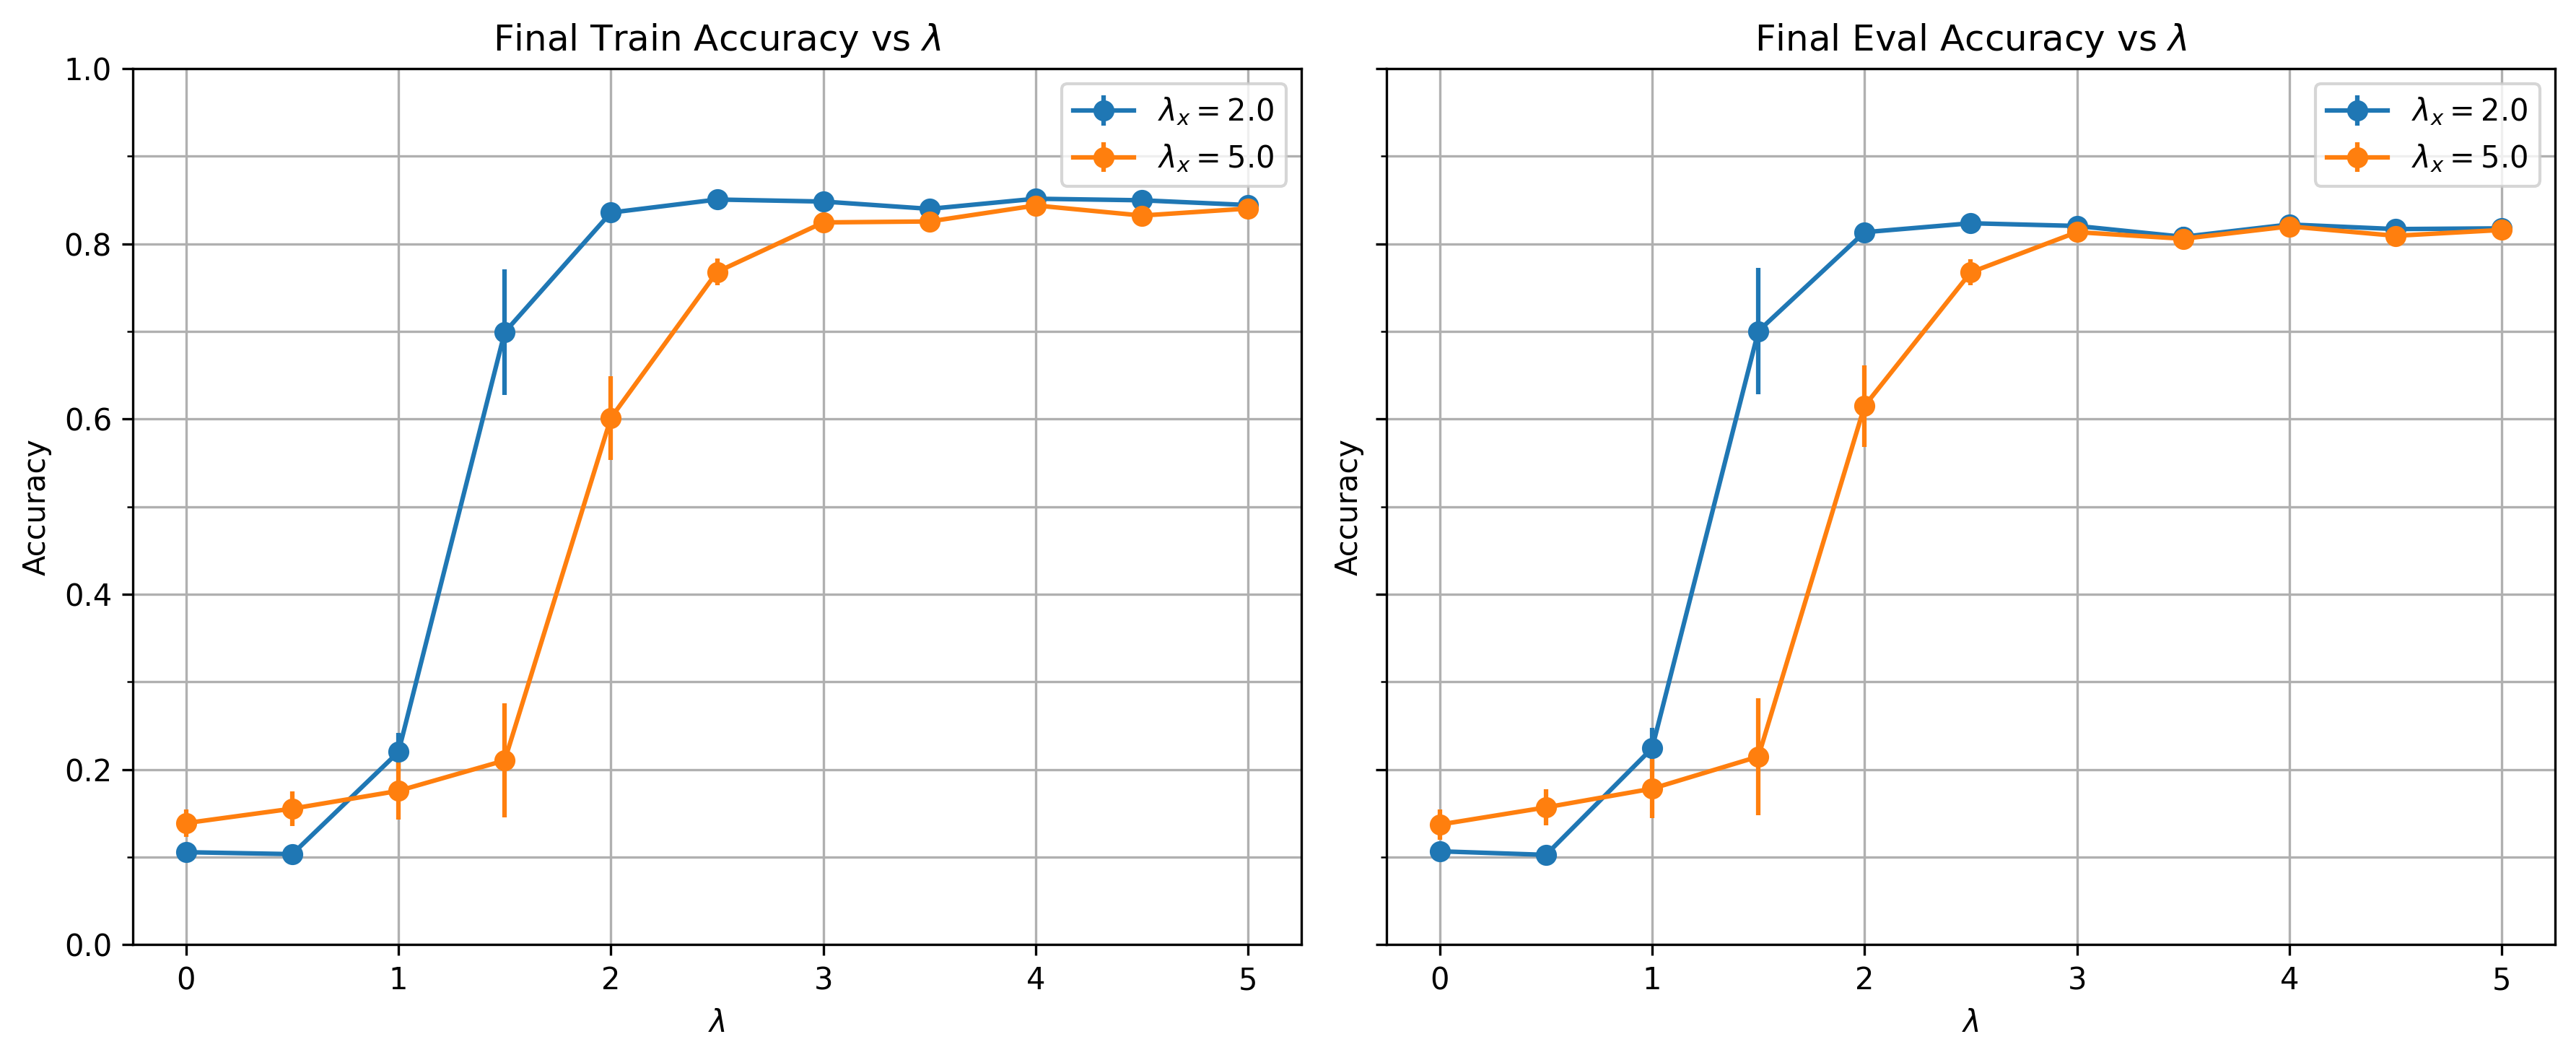 Final Train Accuracy vs λ
Accuracy
1.0
0.8
0.6
0.4
0.2
0.0
0 1 2 3 4 5
λ
λx = 2.0
λx = 5.0
Final Eval Accuracy vs λ
Accuracy
0 1 2 3 4 5
λ
λx = 2.0
λx = 5.0